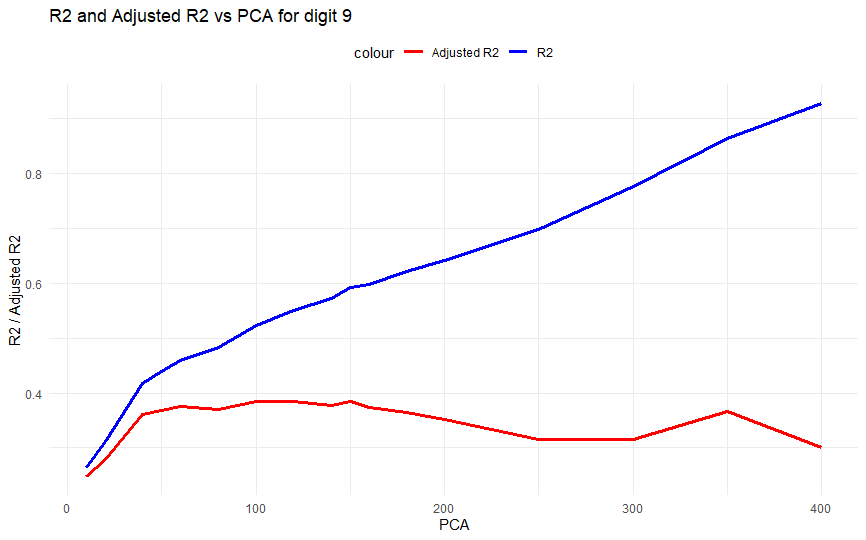 R2 and Adjusted R2 vs PCA for digit 9
colour Adjusted R2 R2
0.8
0.6
0.4
R2 / Adjusted R2
0 100 200 300 400
PCA